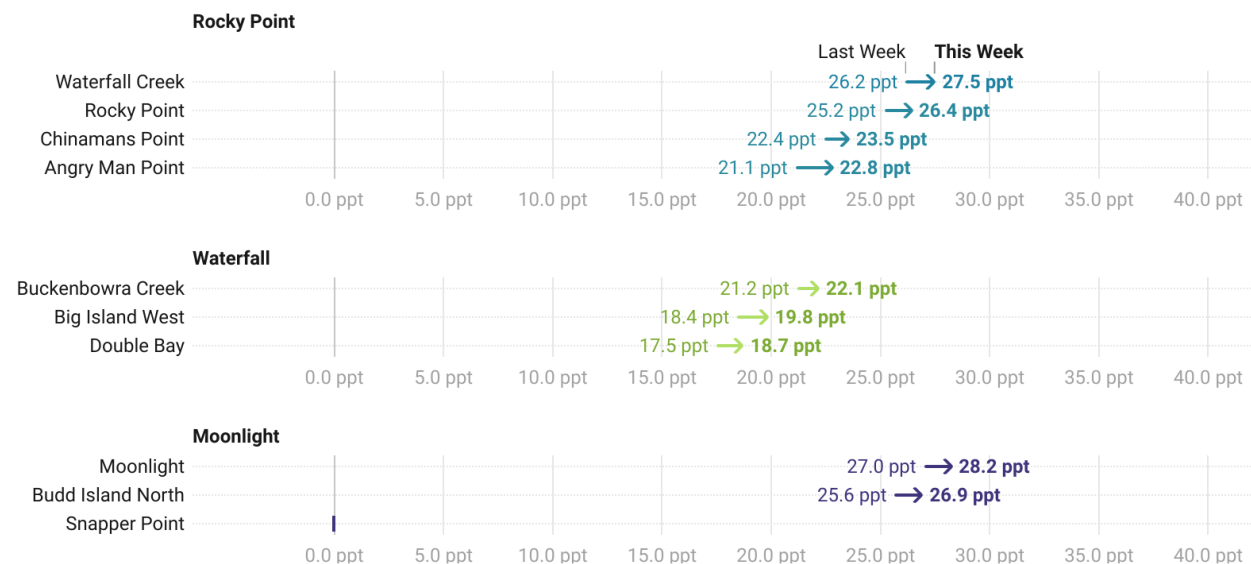 Rocky Point
Last Week This Week
Waterfall Creek 26.2 ppt 27.5 ppt
Rocky Point 25.2 ppt 26.4 ppt
Chinamans Point 22.4 ppt 23.5 ppt
Angry Man Point 21.1 ppt 22.8 ppt
0.0 ppt 5.0 ppt 10.0 ppt 15.0 ppt 20.0 ppt 25.0 ppt 30.0 ppt 35.0 ppt 40.0 ppt
Waterfall
Buckenbowra Creek 21.2 ppt 22.1 ppt
Big Island West 18.4 ppt 19.8 ppt
Double Bay 17.5 ppt 18.7 ppt
0.0 ppt 5.0 ppt 10.0 ppt 15.0 ppt 20.0 ppt 25.0 ppt 30.0 ppt 35.0 ppt 40.0 ppt
Moonlight
Moonlight 27.0 ppt 28.2 ppt
Budd Island North 25.6 ppt 26.9 ppt
Snapper Point
0.0 ppt 5.0 ppt 10.0 ppt 15.0 ppt 20.0 ppt 25.0 ppt 30.0 ppt 35.0 ppt 40.0 ppt